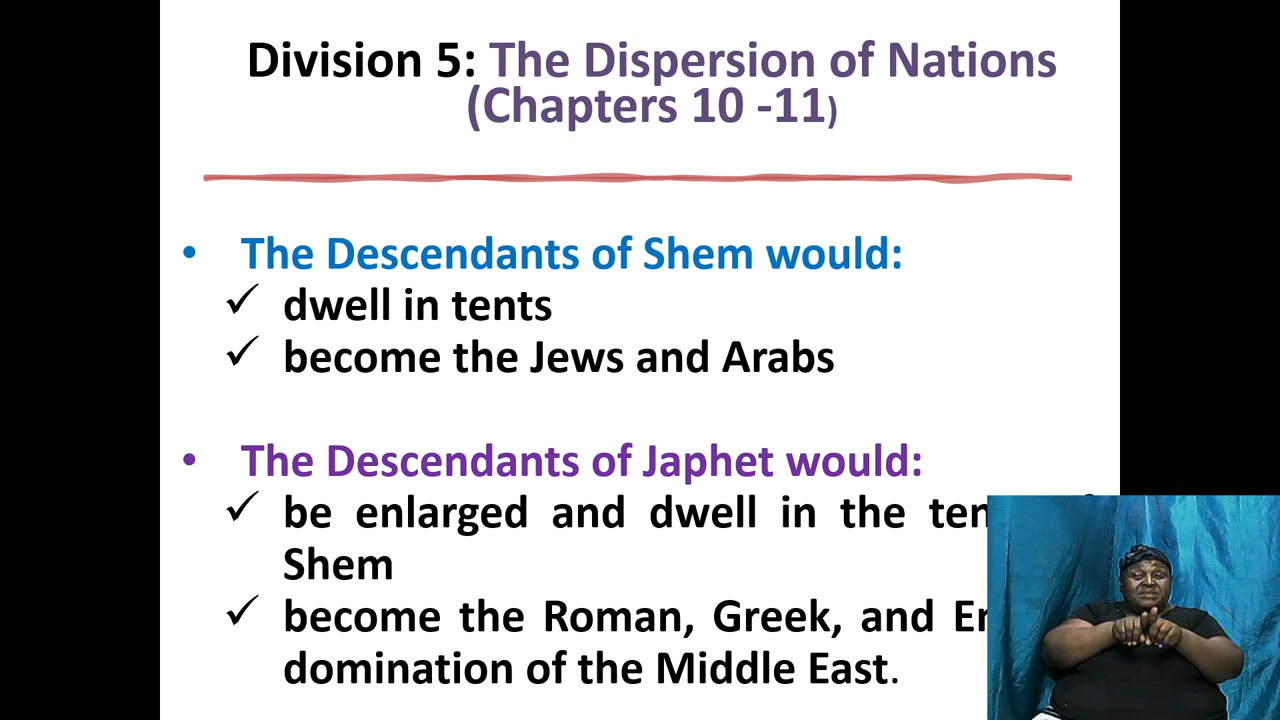 Division 5: The Dispersion of Nations
(Chapters 10 -11)
• The Descendants of Shem would:
✓ dwell in tents
✓ become the Jews and Arabs
• The Descendants of Japhet would:
✓ be enlarged and dwell in the
Shem
✓ become the Roman, Greek, and
domination of the Middle East.